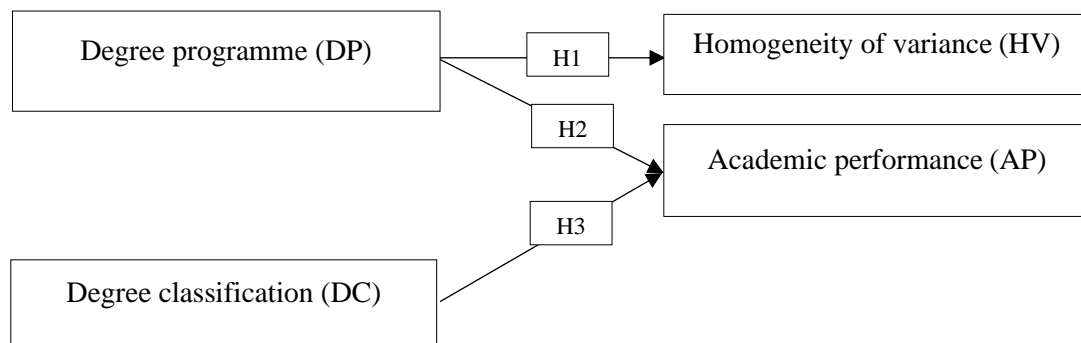 Degree programme (DP)
H1
Homogeneity of variance (HV)
H2
Academic performance (AP)
H3
Degree classification (DC)